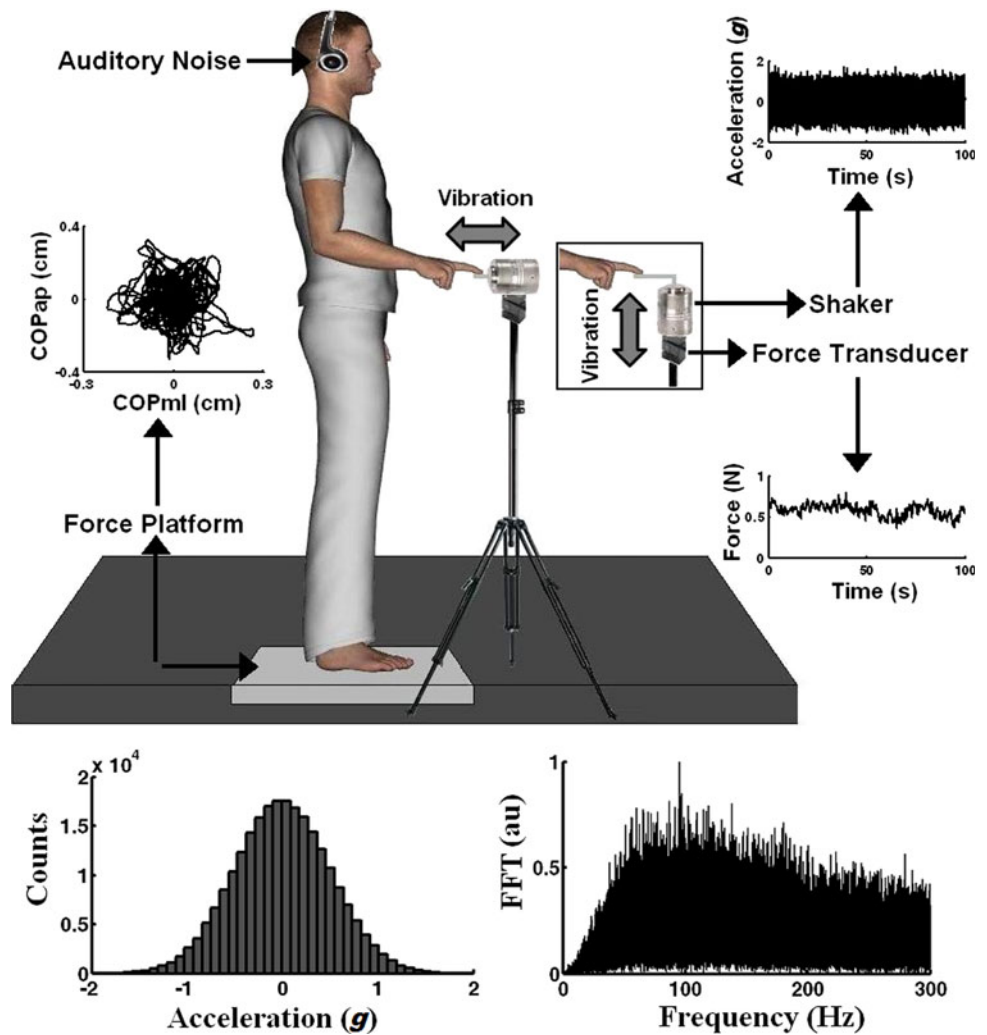 Auditory Noise
Vibration
Acceleration (g)
2
0
-2
0
50
100
Time (s)
COPap (cm)
0.4
0
-0.4
-0.3
0
0.3
COPml (cm)
Vibration
Shaker
Force Transducer
Force Platform
Force (N)
1
0.5
0
0
50
100
Time (s)
x 10^4
Counts
2
1.5
1
0.5
0
-2
-1
0
1
2
Acceleration (g)
FFT (au)
1
0.5
0
0
100
200
300
Frequency (Hz)